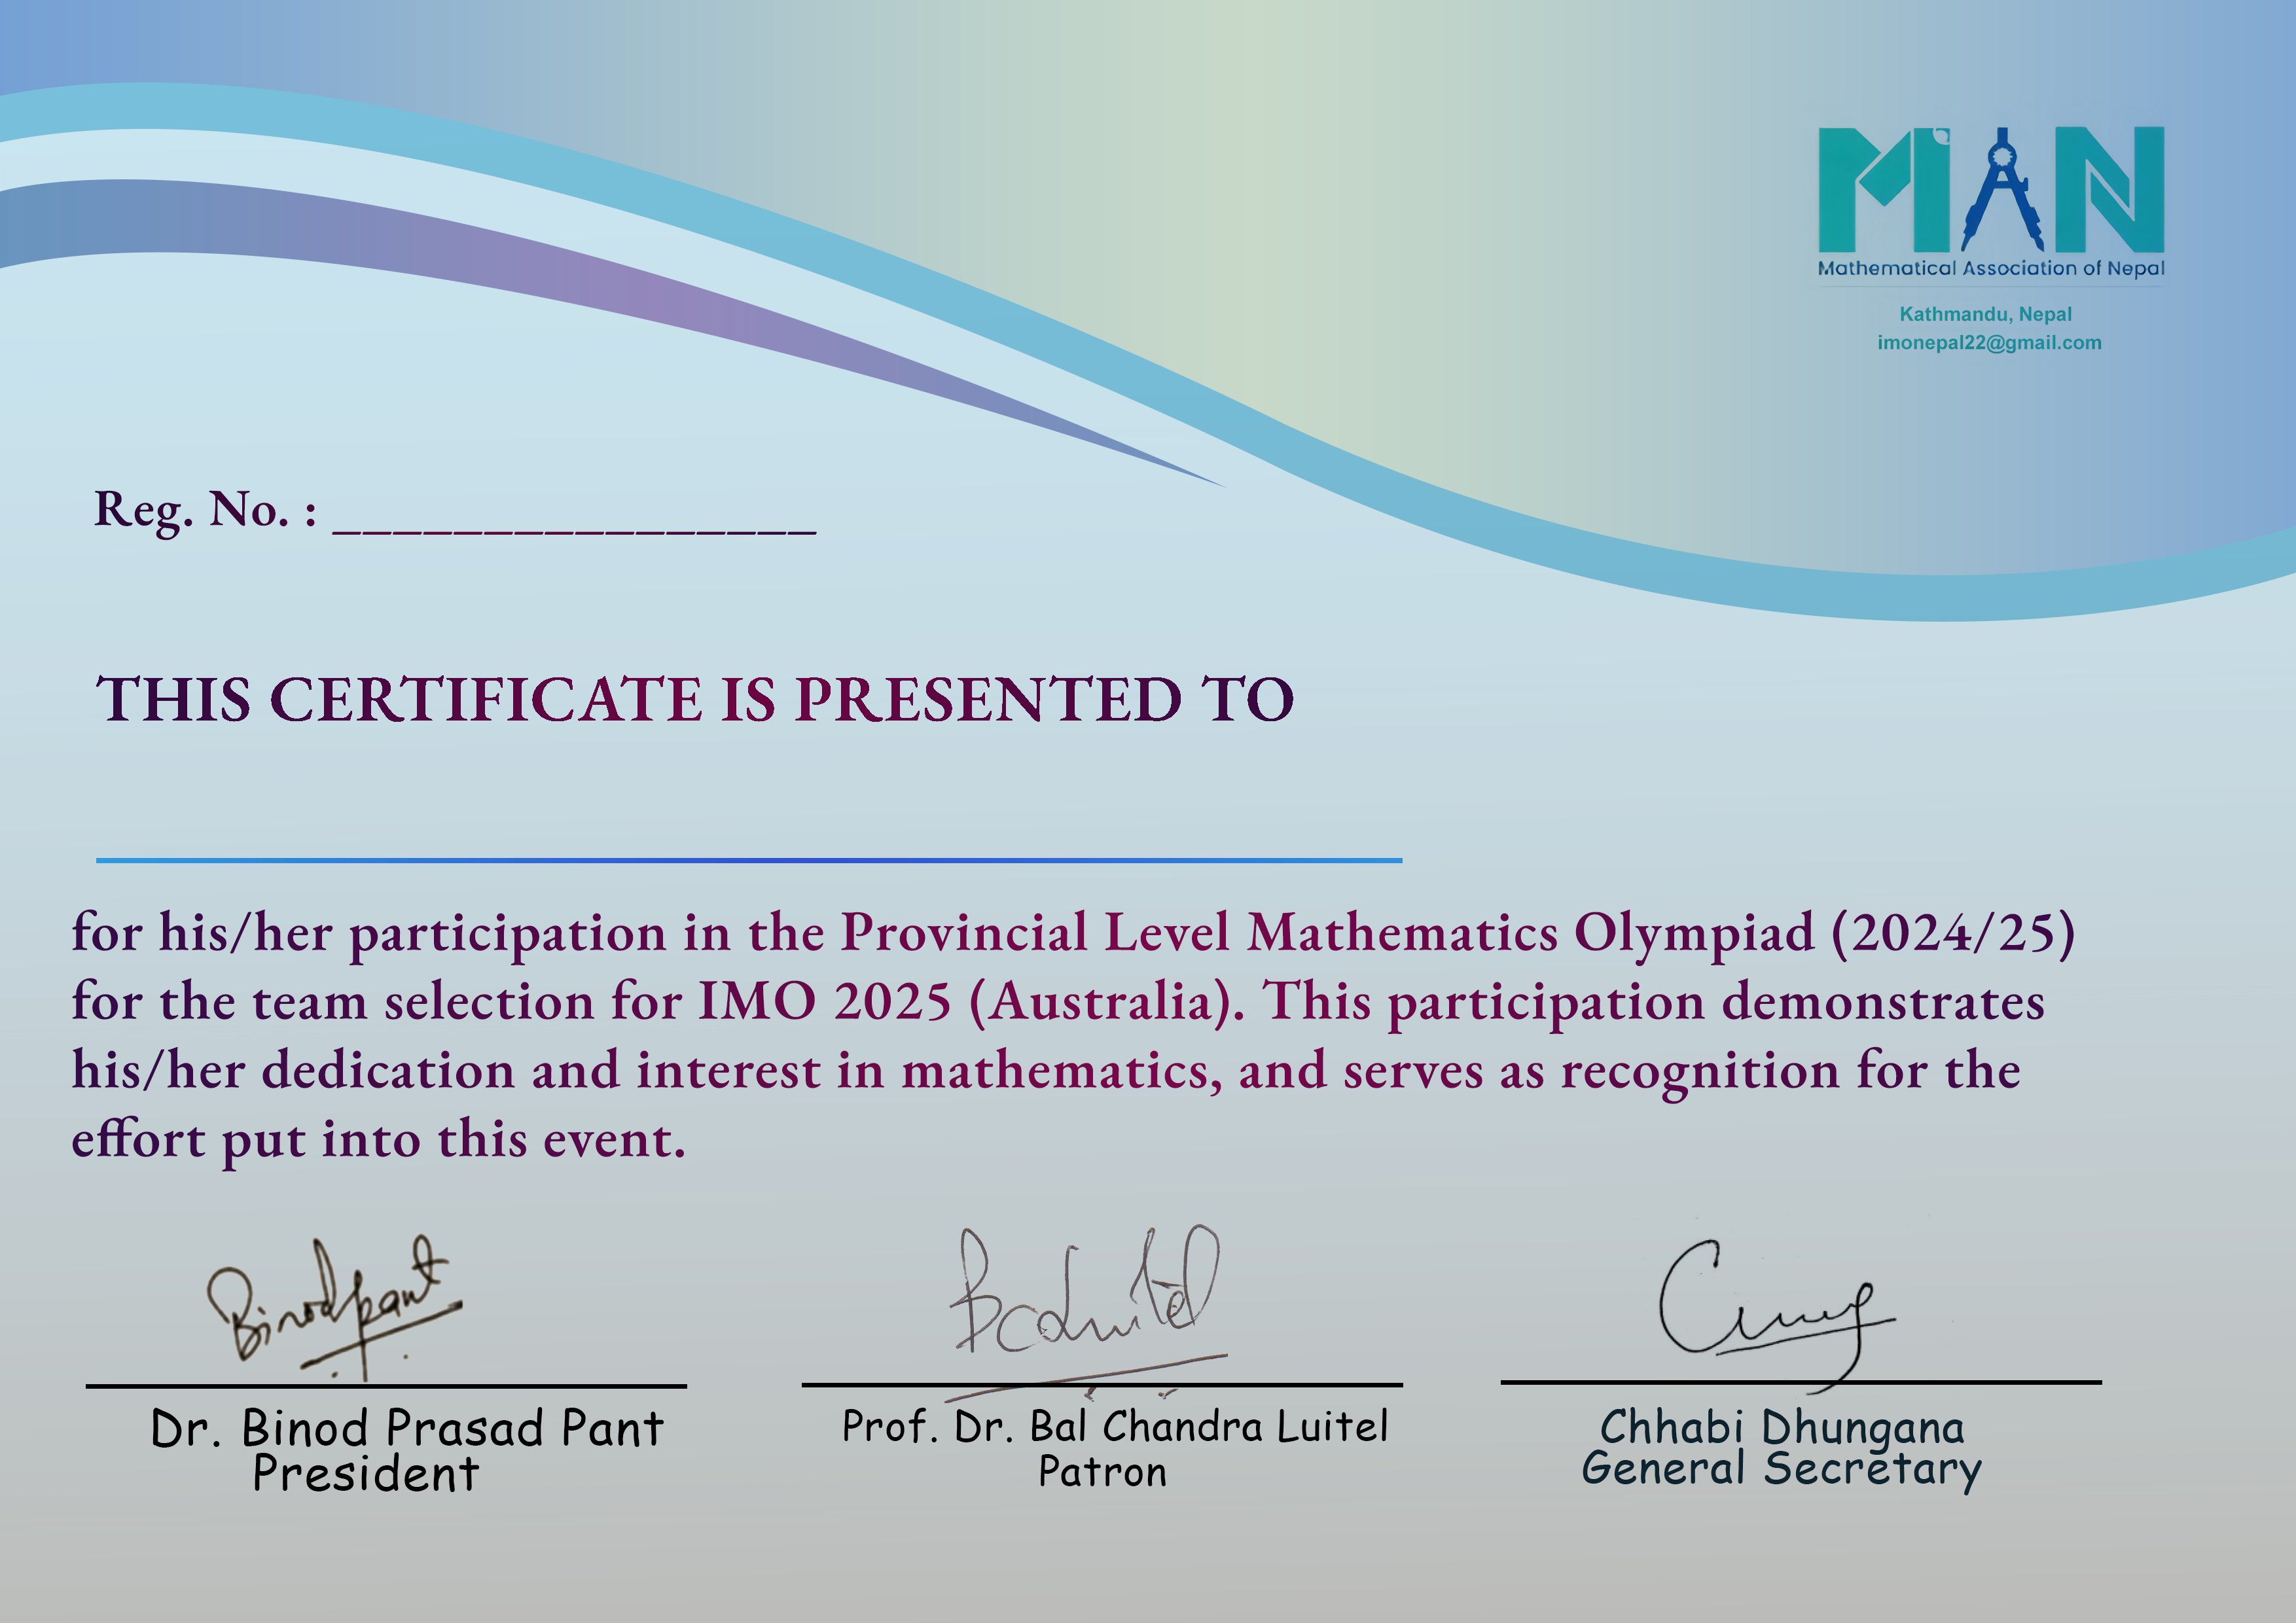 MAN
Mathematical Association of Nepal
Kathmandu, Nepal
imonepal22@gmail.com
Reg. No. : ________________
THIS CERTIFICATE IS PRESENTED TO
for his/her participation in the Provincial Level Mathematics Olympiad (2024/25)
for the team selection for IMO 2025 (Australia). This participation demonstrates
his/her dedication and interest in mathematics, and serves as recognition for the
effort put into this event.
Binodpant
Bcluitel
Dr. Binod Prasad Pant
President
Prof. Dr. Bal Chandra Luitel
Patron
Chhabi Dhungana
General Secretary